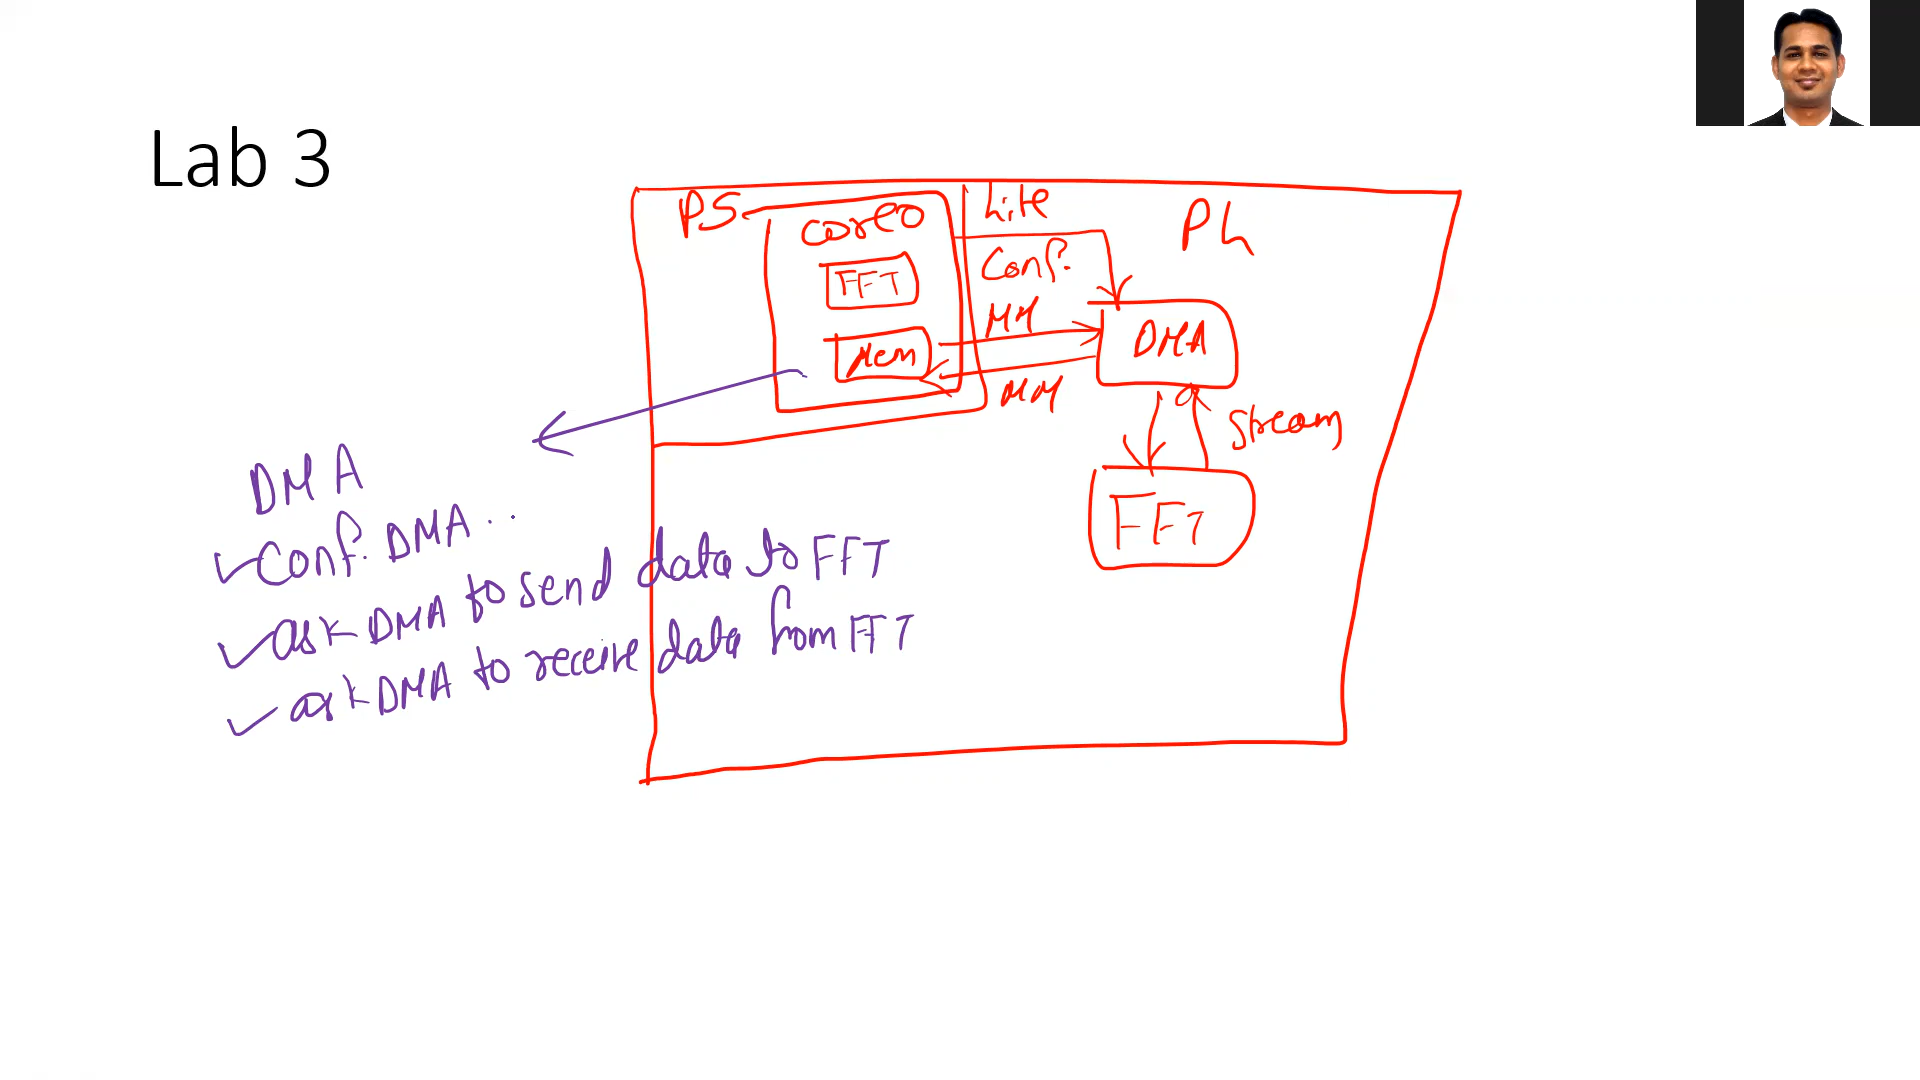 Lab 3
PS
core0
Lite
PL
Conf.
FFT
MM
DMA
Mem
MM
Stream
FFT
DMA
Conf. DMA ..
ask DMA to send data to FFT
ask DMA to receive data from FFT